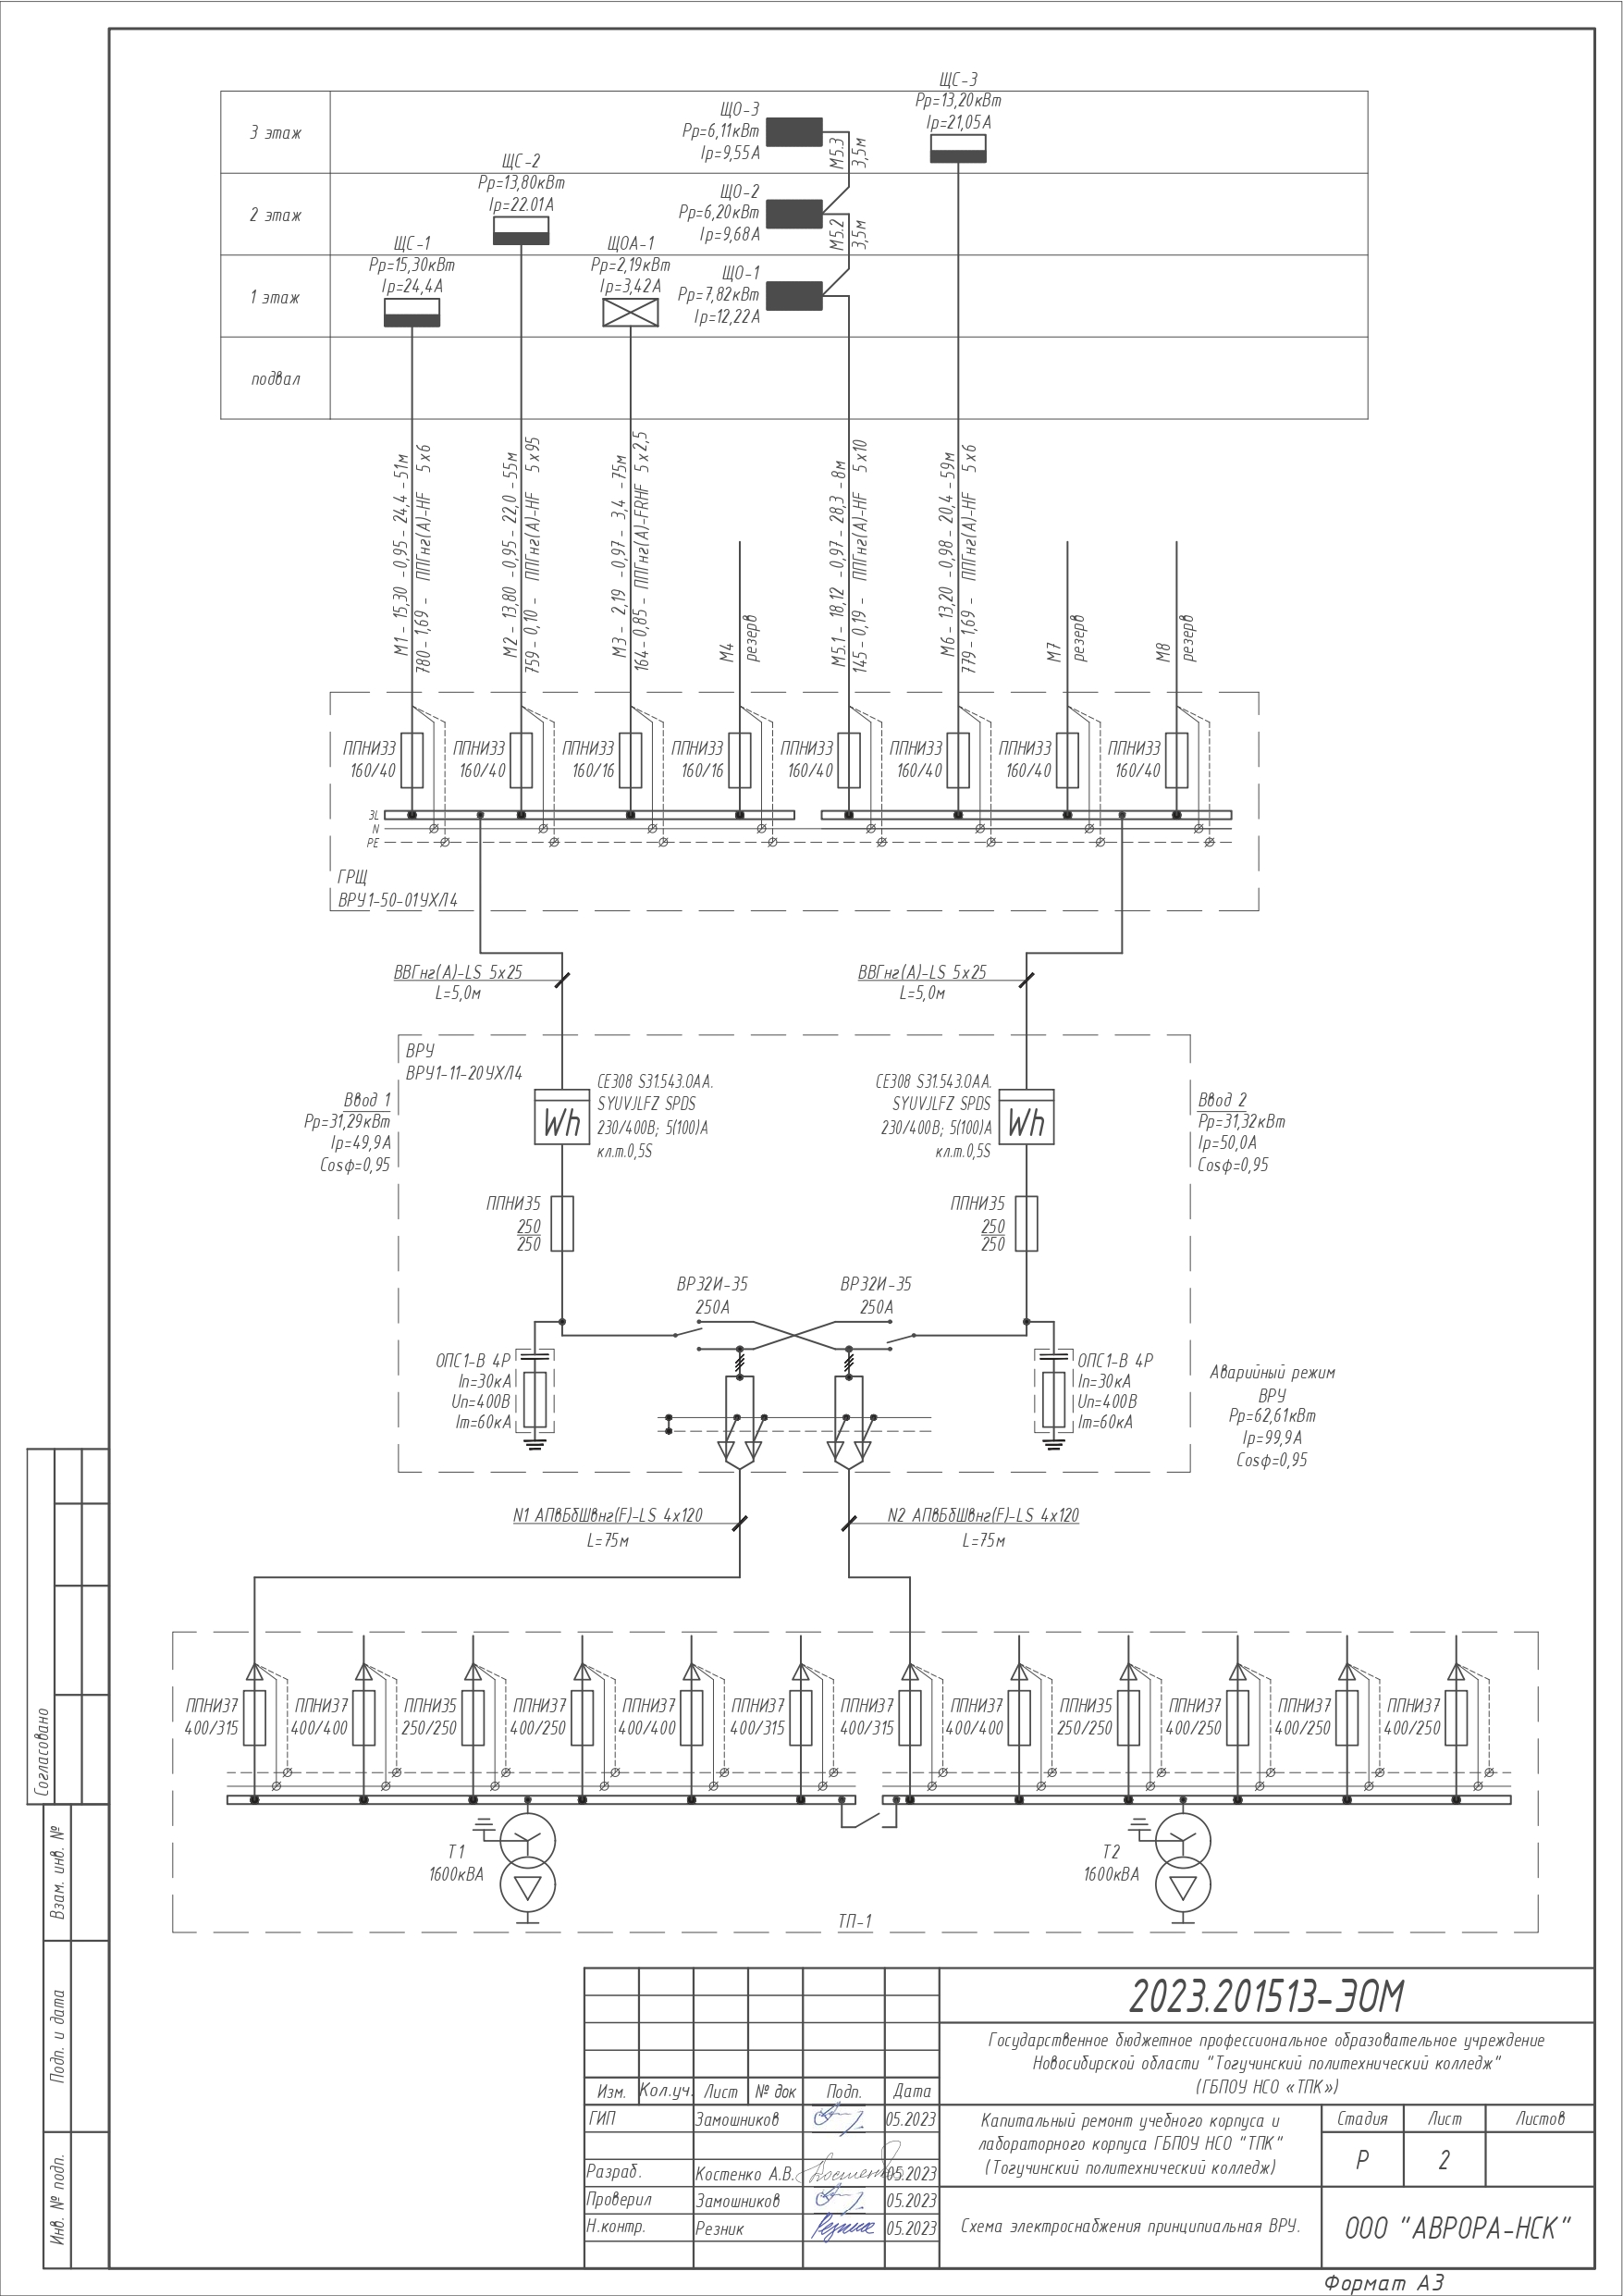 ЩС-3
Рр=13,20кВт
Iр=21,05А
3 этаж
ЩО-3
Рр=6,11кВт
Iр=9,55А
М5.3
3,5м
ЩС-2
Рр=13,80кВт
Iр=22.01А
2 этаж
ЩО-2
Рр=6,20кВт
Iр=9,68А
М5.2
3,5м
ЩС-1
Рр=15,30кВт
Iр=24,4А
ЩОА-1
Рр=2,19кВт
Iр=3,42А
1 этаж
ЩО-1
Рр=7,82кВт
Iр=12,22А
подвал
М1 - 15,30 -0,95 - 24,4 - 51м
780 - 1,69 - ППГнг(А)-HF 5х6
М2 - 13,80 -0,95 - 22,0 - 55м
759 - 0,10 - ППГнг(А)-HF 5х95
М3 - 2,19 -0,97 - 3,4 -75м
164 - 0,85 - ППГнг(А)-FRHF 5х2,5
М4
резерв
М5.1 - 18,12 -0,97 - 28,3 -8м
145 - 0,19 - ППГнг(А)-HF 5х10
М6 - 13,20 -0,98 - 20,4 - 59м
779 - 1,69 - ППГнг(А)-HF 5х6
М7
резерв
М8
резерв
ППНИ33
160/40
ППНИ33
160/40
ППНИ33
160/16
ППНИ33
160/16
ППНИ33
160/40
ППНИ33
160/40
ППНИ33
160/40
ППНИ33
160/40
3L
N
PE
ГРЩ
ВРУ1-50-01УХЛ4
ВВГнг(А)-LS 5х25
L=5,0м
ВВГнг(А)-LS 5х25
L=5,0м
ВРУ
ВРУ1-11-20УХЛ4
Ввод 1
Рр=31,29кВт
Iр=49,9А
Cosφ=0,95
Wh
CE308 S31.543.OAA.
SYUVJLFZ SPDS
230/400В; 5(100)А
кл.т.0,5S
CE308 S31.543.OAA.
SYUVJLFZ SPDS
230/400В; 5(100)А
кл.т.0,5S
Wh
Ввод 2
Рр=31,32кВт
Iр=50,0А
Cosφ=0,95
ППНИ35
250
250
ППНИ35
250
250
ВР32И-35
250А
ВР32И-35
250А
ОПС1-В 4Р
In=30кА
Un=400В
Im=60кА
ОПС1-В 4Р
In=30кА
Un=400В
Im=60кА
Аварийный режим
ВРУ
Рр=62,61кВт
Iр=99,9А
Cosφ=0,95
N1 АПвБбШвнг(F)-LS 4х120
L=75м
N2 АПвБбШвнг(F)-LS 4х120
L=75м
ППНИ37
400/315
ППНИ37
400/400
ППНИ35
250/250
ППНИ37
400/250
ППНИ37
400/400
ППНИ37
400/315
ППНИ37
400/315
ППНИ37
400/400
ППНИ35
250/250
ППНИ37
400/250
ППНИ37
400/250
ППНИ37
400/250
Т1
1600кВА
Т2
1600кВА
ТП-1
Согласовано
Взам. инв. №
Подп. и дата
Инв. № подп.
2023.201513-ЭОМ
Государственное бюджетное профессиональное образовательное учреждение
Новосибирской области "Тогучинский политехнический колледж"
(ГБПОУ НСО «ТПК»)
Изм. Кол.уч. Лист № док Подп. Дата
ГИП Замошников 05.2023
Разраб. Костенко А.В. Костенко 05.2023
Проверил Замошников 05.2023
Н.контр. Резник Резник 05.2023
Капитальный ремонт учебного корпуса и
лабораторного корпуса ГБПОУ НСО "ТПК"
(Тогучинский политехнический колледж)
Стадия Лист Листов
Р 2
Схема электроснабжения принципиальная ВРУ.
ООО "АВРОРА-НСК"
Формат А3